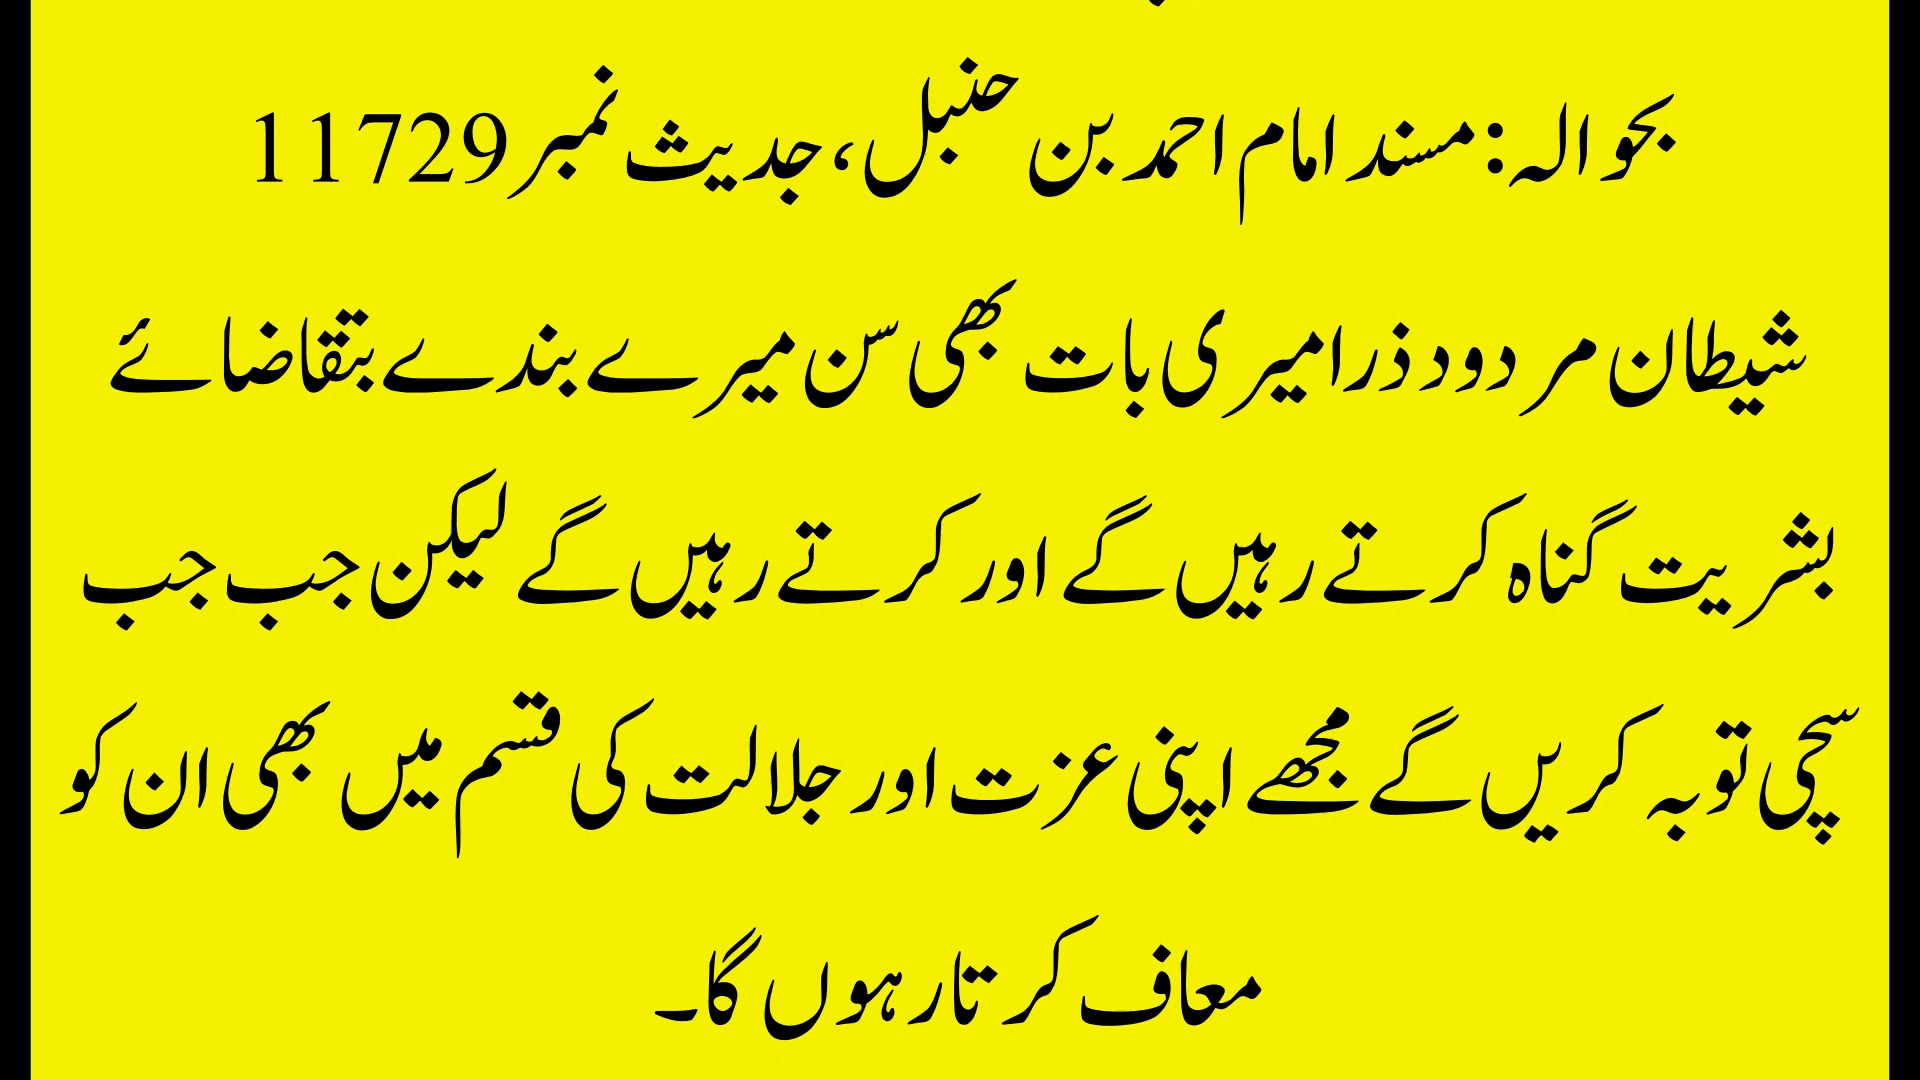 بحوالہ: مسند امام احمد بن حنبل، جدیث نمبر 11729
شیطان مردود ذرا میری بات بھی سن میرے بندے بتقاضائے
بشریت گناہ کرتے رہیں گے اور کرتے رہیں گے لیکن جب جب
سچی توبہ کریں گے مجھے اپنی عزت اور جلالت کی قسم میں بھی ان کو
معاف کرتا رہوں گا۔